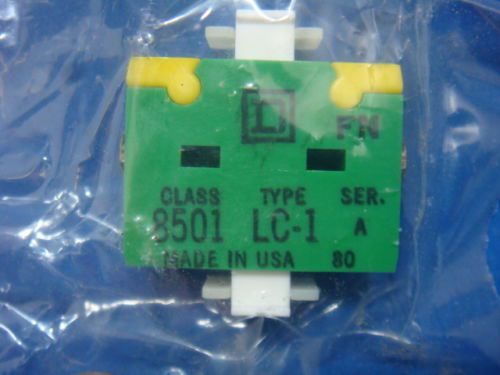 D FN
CLASS TYPE SER.
8501 LC-1 A
MADE IN USA 80